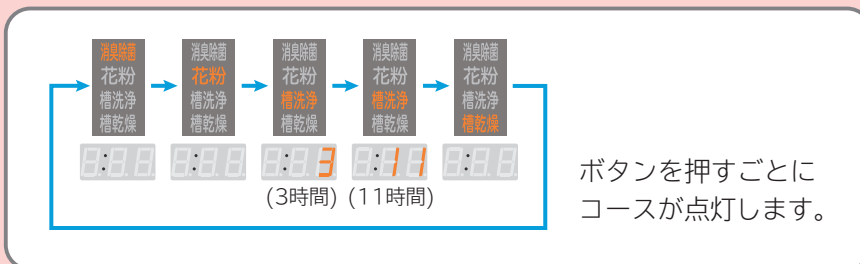 消臭除菌
花粉
槽洗浄
槽乾燥
消臭除菌
花粉
槽洗浄
槽乾燥
消臭除菌
花粉
槽洗浄
槽乾燥
消臭除菌
花粉
槽洗浄
槽乾燥
消臭除菌
花粉
槽洗浄
槽乾燥
3
11
(3時間) (11時間)
ボタンを押すごとに
コースが点灯します。